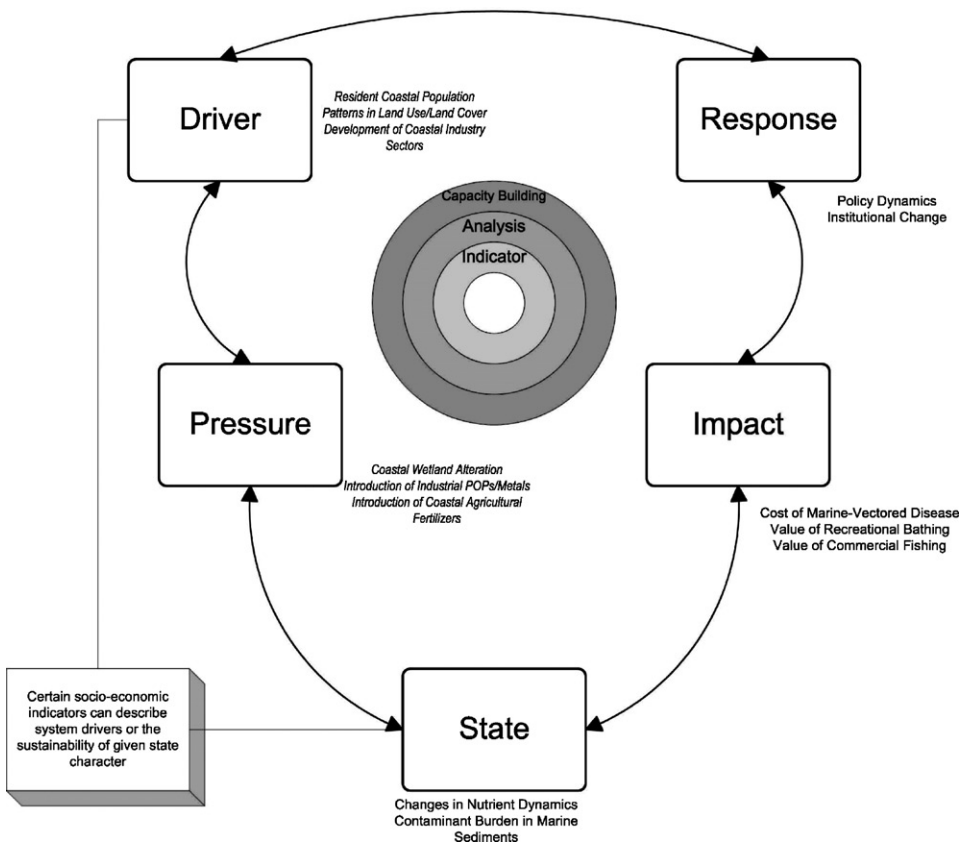 Driver
Resident Coastal Population
Patterns in Land Use/Land Cover
Development of Coastal Industry
Sectors
Response
Policy Dynamics
Institutional Change
Capacity Building
Analysis
Indicator
Pressure
Coastal Wetland Alteration
Introduction of Industrial POPs/Metals
Introduction of Coastal Agricultural
Fertilizers
Impact
Cost of Marine-Vectored Disease
Value of Recreational Bathing
Value of Commercial Fishing
Certain socio-economic
indicators can describe
system drivers or the
sustainability of given state
character
State
Changes in Nutrient Dynamics
Contaminant Burden in Marine
Sediments